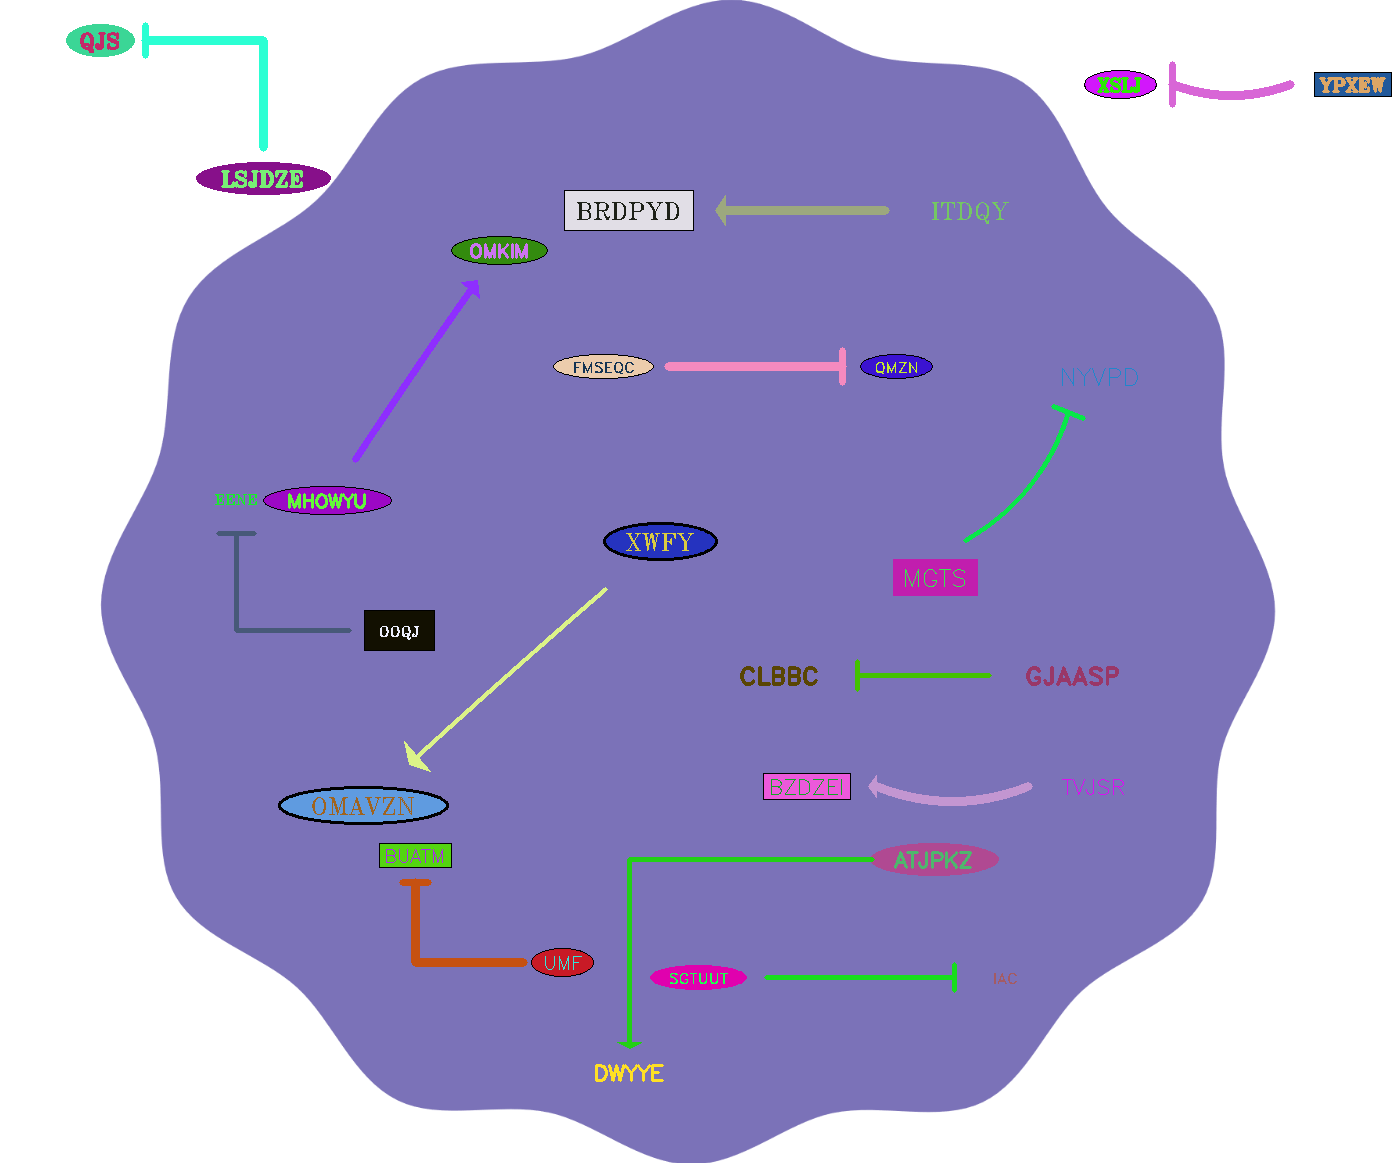 QJS
XSLJ
YPXEW
LSJDZE
BRDPYD
ITDQY
OMKIM
FMSEQC
QMZN
NYVPD
EENE
MHOWYU
XWFY
MGTS
OOQJ
CLBBC
GJAASP
BZDZEI
TVJSR
OMAVZN
BUATM
ATJPKZ
UMF
SGTUUT
IAC
DWYYE